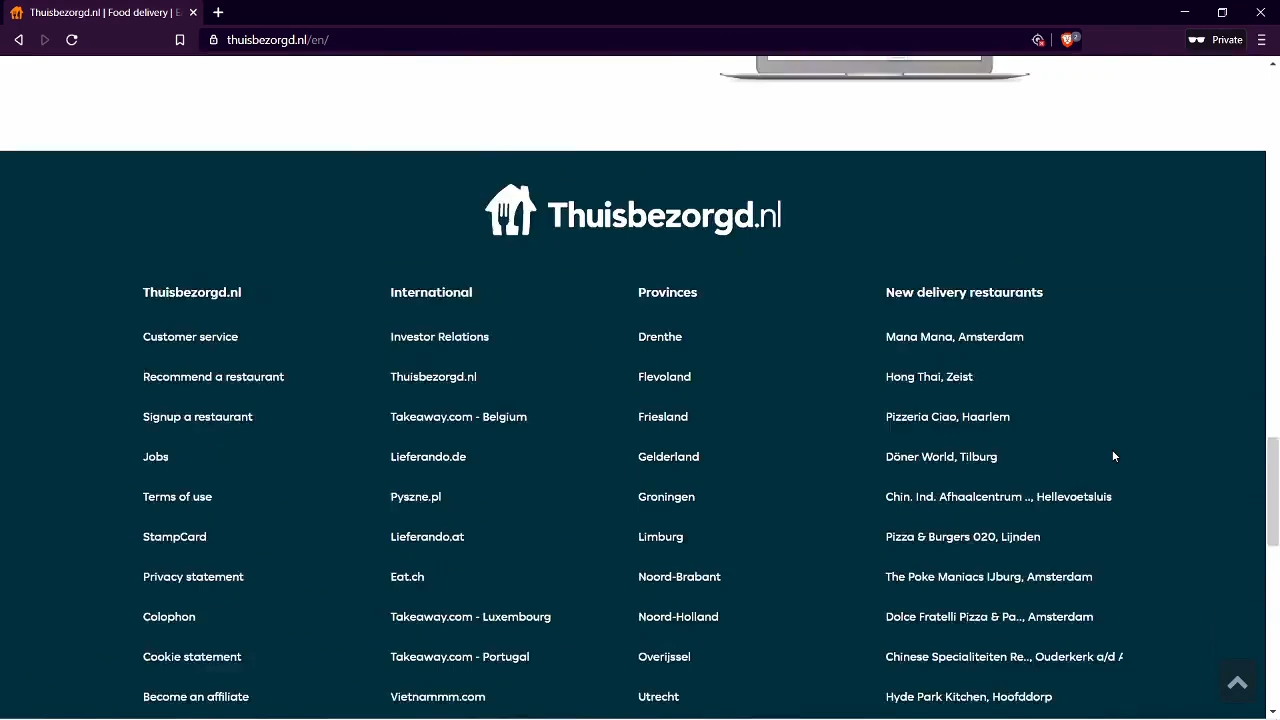 Thuisbezorgd.nl | Food delivery | E
thuisbezorgd.nl/en/
2
Private
Thuisbezorgd.nl
Thuisbezorgd.nl
Customer service
Recommend a restaurant
Signup a restaurant
Jobs
Terms of use
StampCard
Privacy statement
Colophon
Cookie statement
Become an affiliate
International
Investor Relations
Thuisbezorgd.nl
Takeaway.com - Belgium
Lieferando.de
Pyszne.pl
Lieferando.at
Eat.ch
Takeaway.com - Luxembourg
Takeaway.com - Portugal
Vietnammm.com
Provinces
Drenthe
Flevoland
Friesland
Gelderland
Groningen
Limburg
Noord-Brabant
Noord-Holland
Overijssel
Utrecht
New delivery restaurants
Mana Mana, Amsterdam
Hong Thai, Zeist
Pizzeria Ciao, Haarlem
Döner World, Tilburg
Chin. Ind. Afhaalcentrum .., Hellevoetsluis
Pizza & Burgers 020, Lijnden
The Poke Maniacs IJburg, Amsterdam
Dolce Fratelli Pizza & Pa.., Amsterdam
Chinese Specialiteiten Re.., Ouderkerk a/d A
Hyde Park Kitchen, Hoofddorp